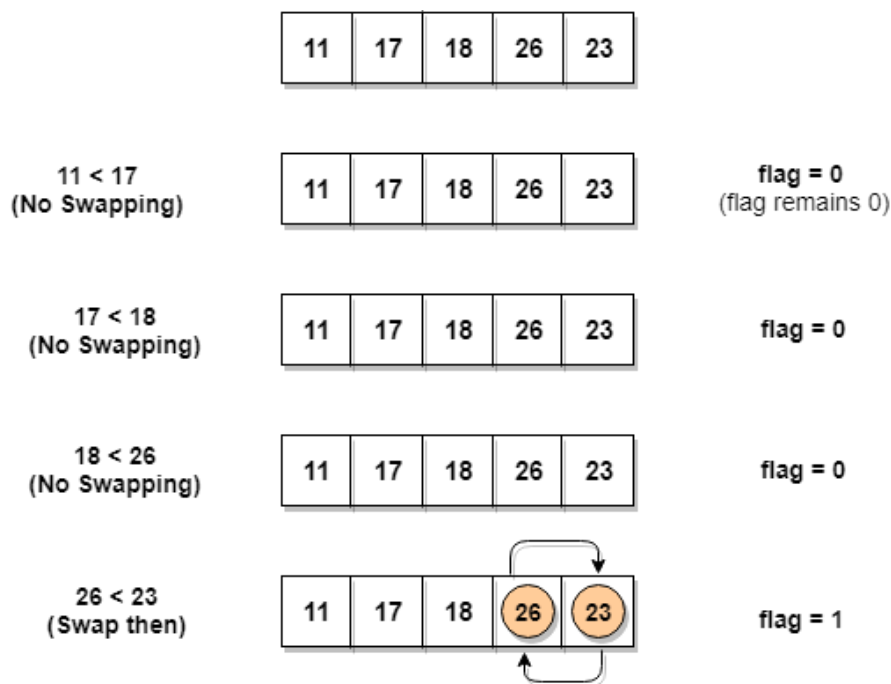 11 17 18 26 23
11 < 17
(No Swapping)
11 17 18 26 23
flag = 0
(flag remains 0)
17 < 18
(No Swapping)
11 17 18 26 23
flag = 0
18 < 26
(No Swapping)
11 17 18 26 23
flag = 0
26 < 23
(Swap then)
11 17 18 26 23
flag = 1